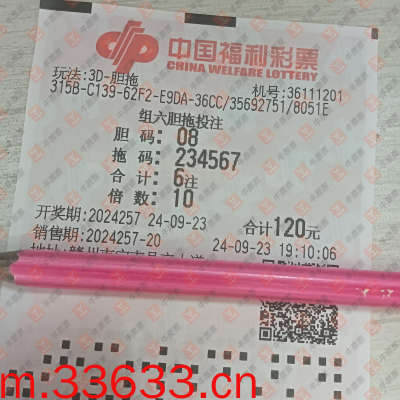 中国福利彩票
CHINA WELFARE LOTTERY
玩法:3D-胆拖 机号:36111201
315B-C139-62F2-E9DA-36CC/35692751/8051E
组六胆拖投注
胆 码: 08
拖 码: 234567
合 计: 6注
倍 数: 10
开奖期:2024257 24-09-23 合计120元
销售期:2024257-20 24-09-23 19:10:06
m.33633.cn